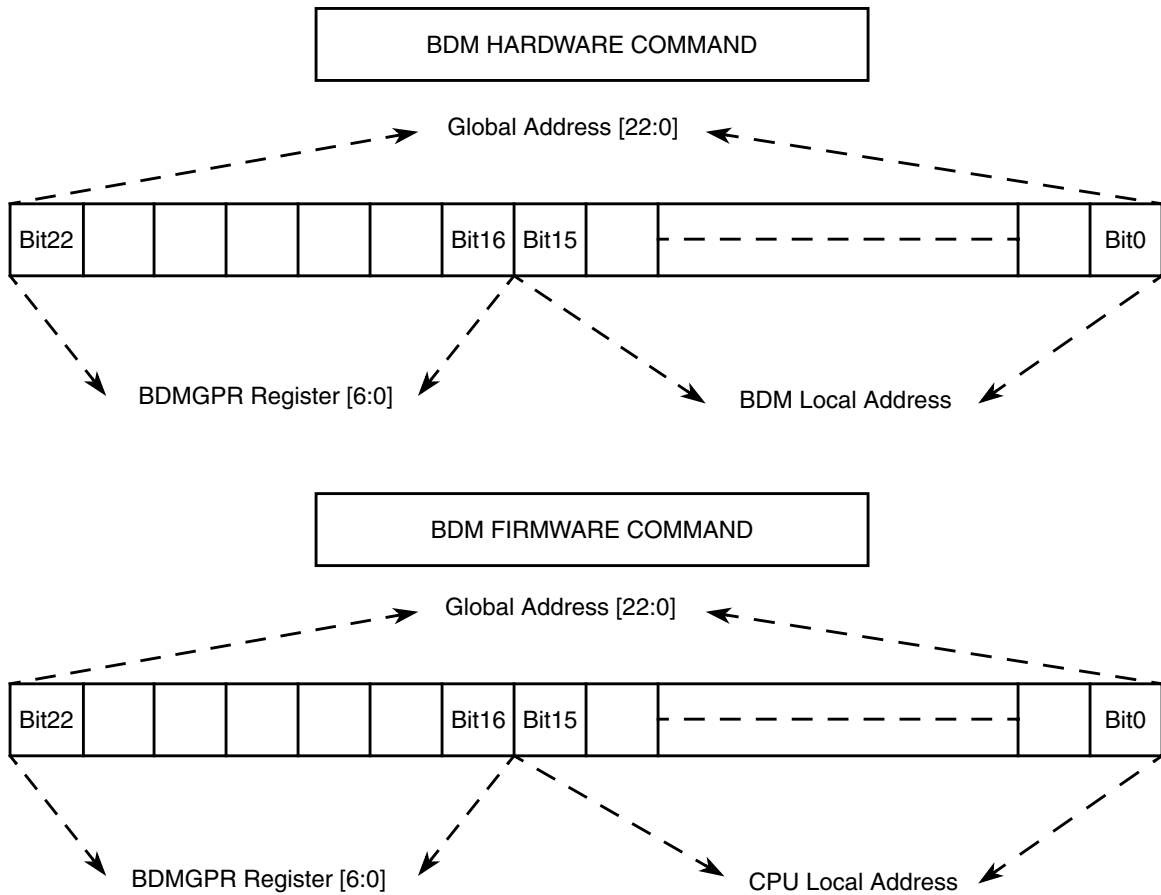 BDM HARDWARE COMMAND
Global Address [22:0]
Bit22 Bit16 Bit15 Bit0
BDMGPR Register [6:0] BDM Local Address
BDM FIRMWARE COMMAND
Global Address [22:0]
Bit22 Bit16 Bit15 Bit0
BDMGPR Register [6:0] CPU Local Address